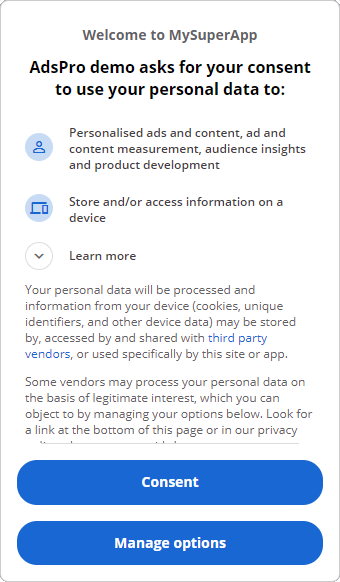 Welcome to MySuperApp
AdsPro demo asks for your consent
to use your personal data to:
Personalised ads and content, ad and
content measurement, audience insights
and product development
Store and/or access information on a
device
Learn more
Your personal data will be processed and
information from your device (cookies, unique
identifiers, and other device data) may be stored
by, accessed by and shared with third party
vendors, or used specifically by this site or app.
Some vendors may process your personal data on
the basis of legitimate interest, which you can
object to by managing your options below. Look for
a link at the bottom of this page or in our privacy
Consent
Manage options